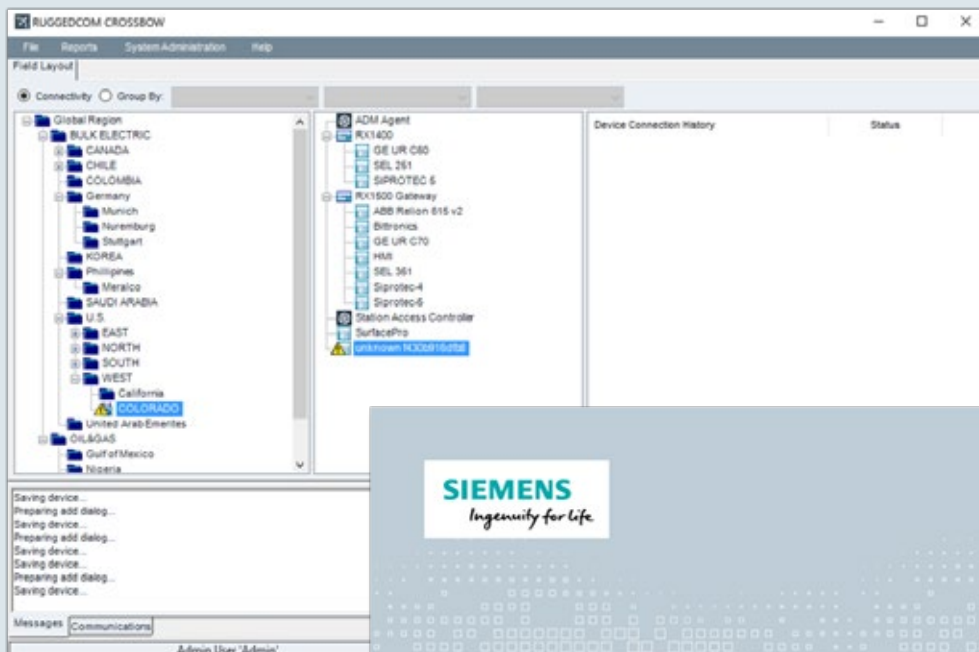 RUGGEDCOM CROSSBOW
File Reports System Administration Help
Field Layout
Connectivity Group By:
Global Region
BULK ELECTRIC
CANADA
CHILE
COLOMBIA
Germany
Munich
Nuremburg
Stuttgart
KOREA
Phillipines
Meralco
SAUDI ARABIA
U.S.
EAST
NORTH
SOUTH
WEST
California
COLORADO
United Arab Emerites
OIL&GAS
Gulf of Mexico
Nigeria
ADM Agent
RX1400
GE UR C60
SEL 251
SIPROTEC 5
RX1500 Gateway
ABB Relion 615 v2
Bitronics
GE UR C70
HMI
SEL 351
Siprotec-4
Siprotec-5
Station Access Controller
SurfacePro
Device Connection History Status
Saving device...
Preparing add dialog...
Saving device...
Preparing add dialog...
Saving device...
Saving device...
Preparing add dialog...
Saving device...
Messages Communications
Admin User 'Admin'
SIEMENS
Ingenuity for life